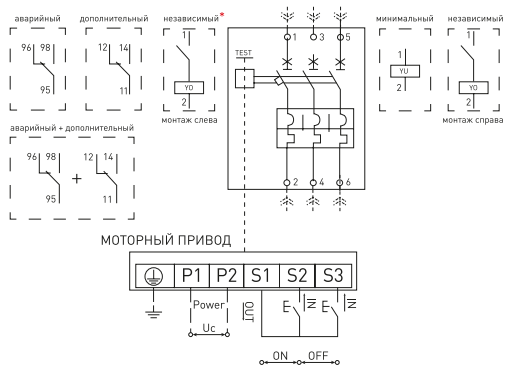 аварийный
дополнительный
независимый*
минимальный
независимый
96 98
95
12 14
11
1
YO
2
монтаж слева
TEST
1 3 5
2 4 6
1
YU
2
1
YO
2
монтаж справа
аварийный + дополнительный
96 98
95
+
12 14
11
МОТОРНЫЙ ПРИВОД
P1 P2 S1 S2 S3
Power
Uc
OUT
IN
IN
ON OFF